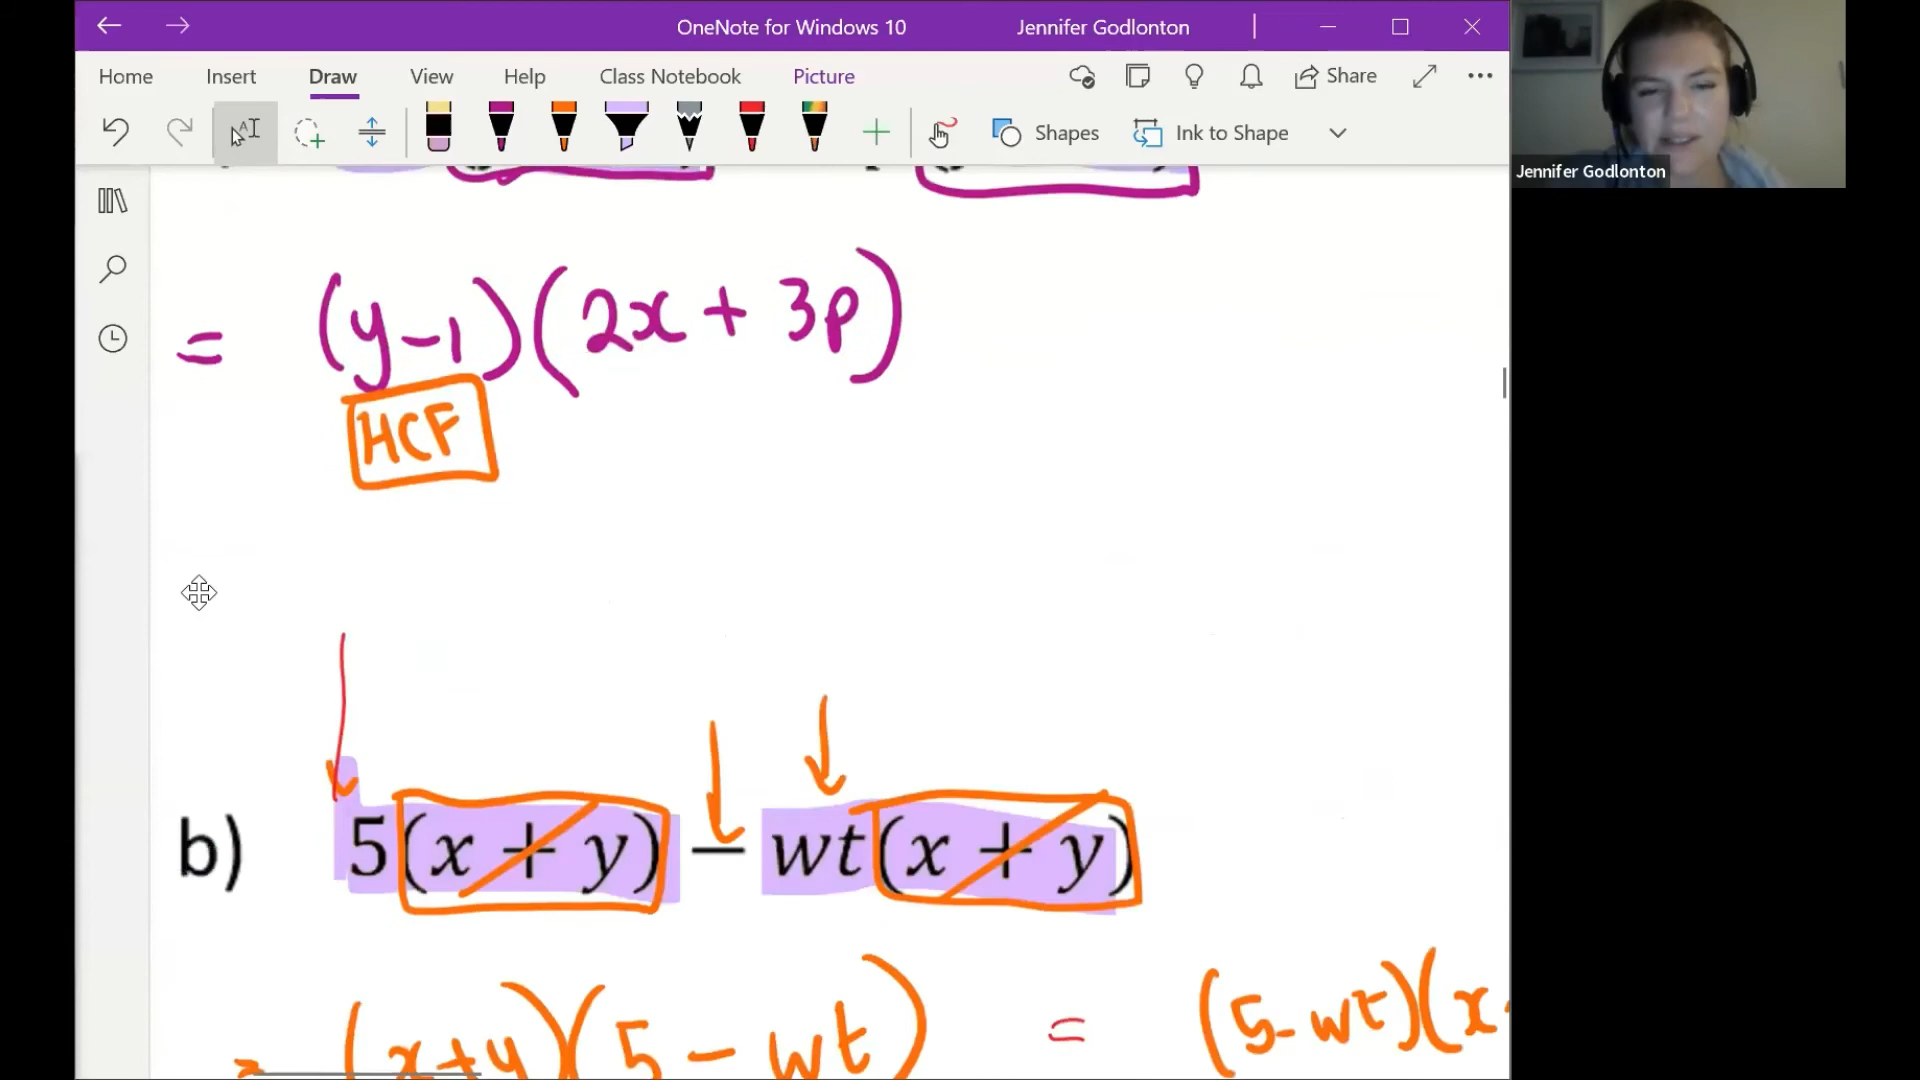 OneNote for Windows 10 Jennifer Godlonton
Home Insert Draw View Help Class Notebook Picture Share
Shapes Ink to Shape
Jennifer Godlonton
= (y-1)(2x + 3p)
HCF
b) 5(x + y) − wt(x + y)
= (x+y)(5 - wt) = (5-wt)(x